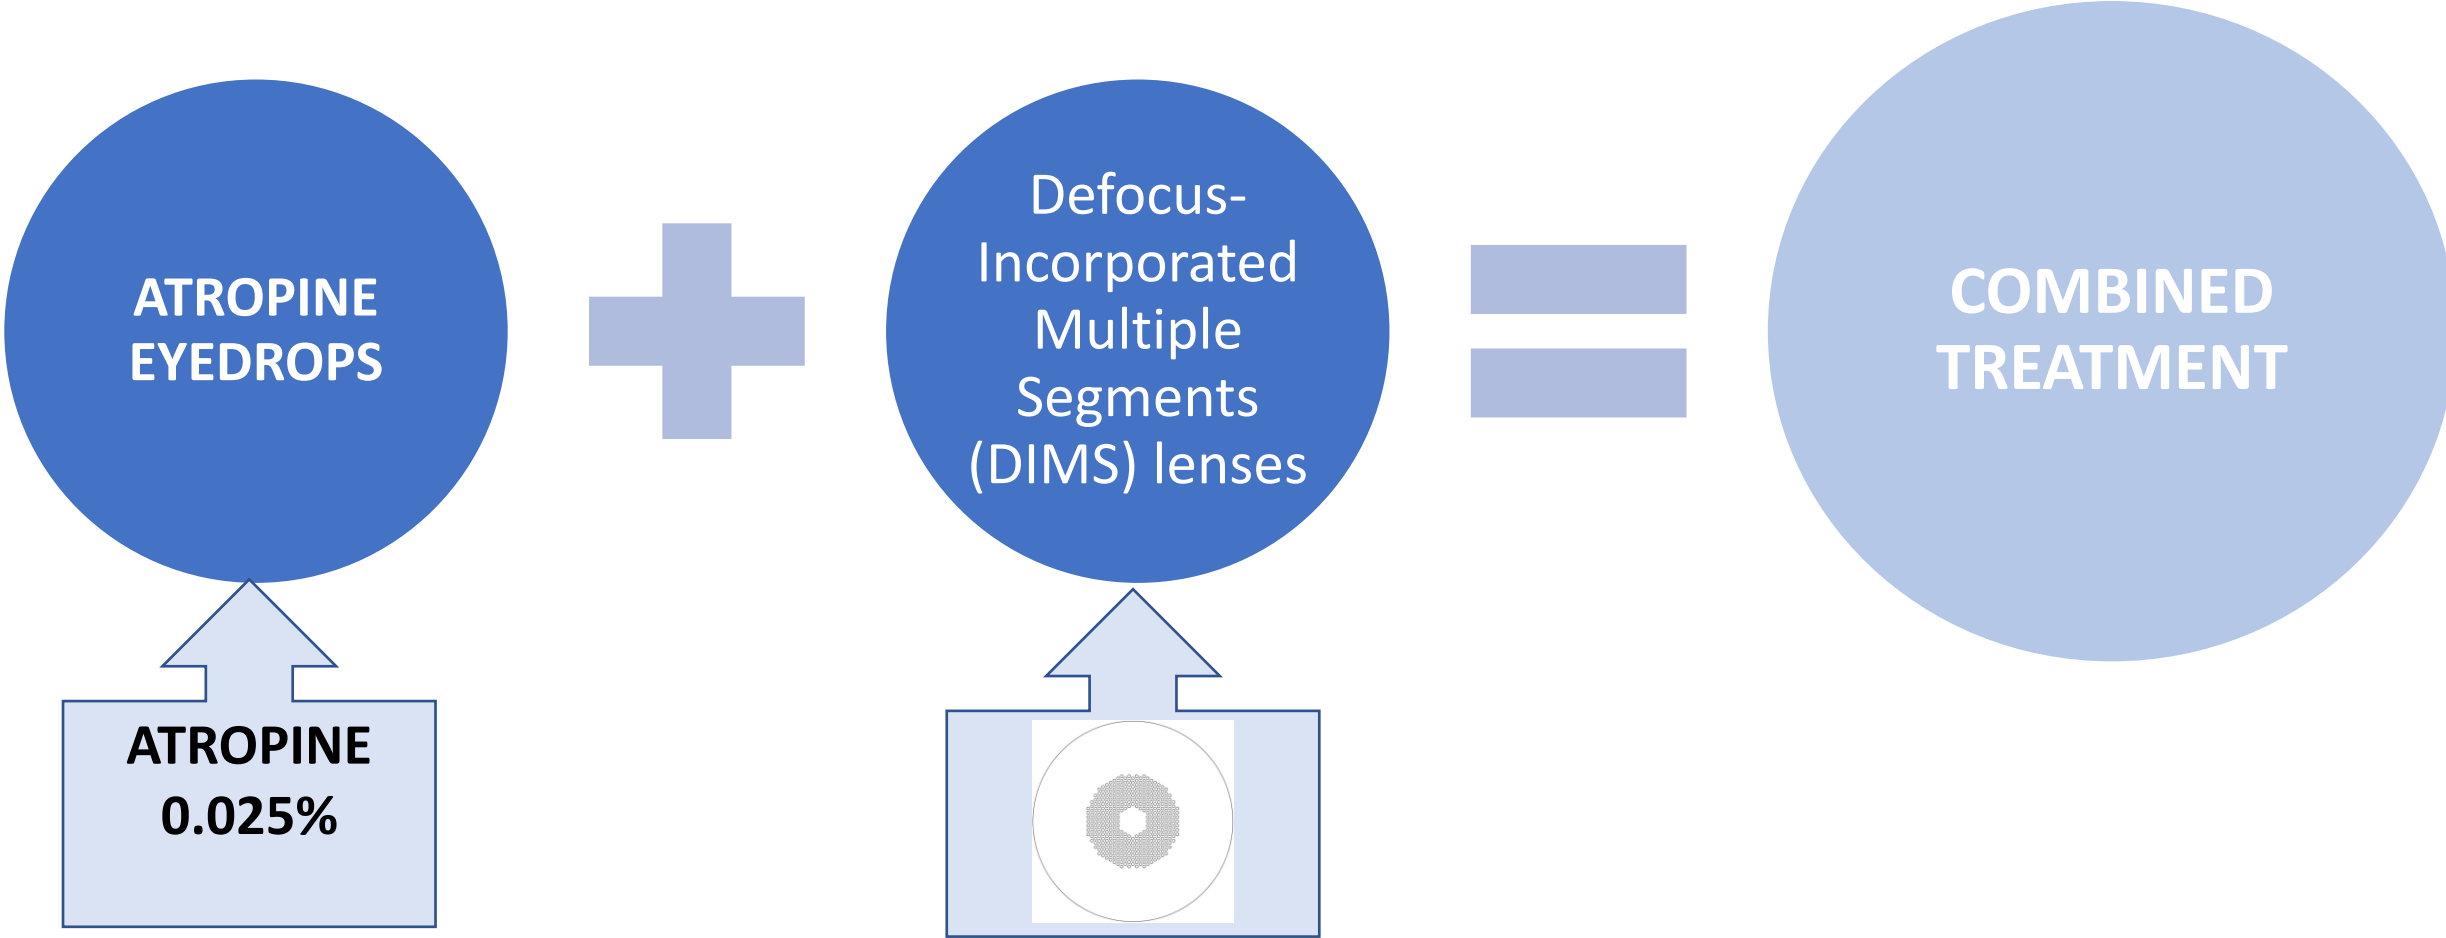 ATROPINE
EYEDROPS
Defocus-
Incorporated
Multiple
Segments
(DIMS) lenses
COMBINED
TREATMENT
ATROPINE
0.025%